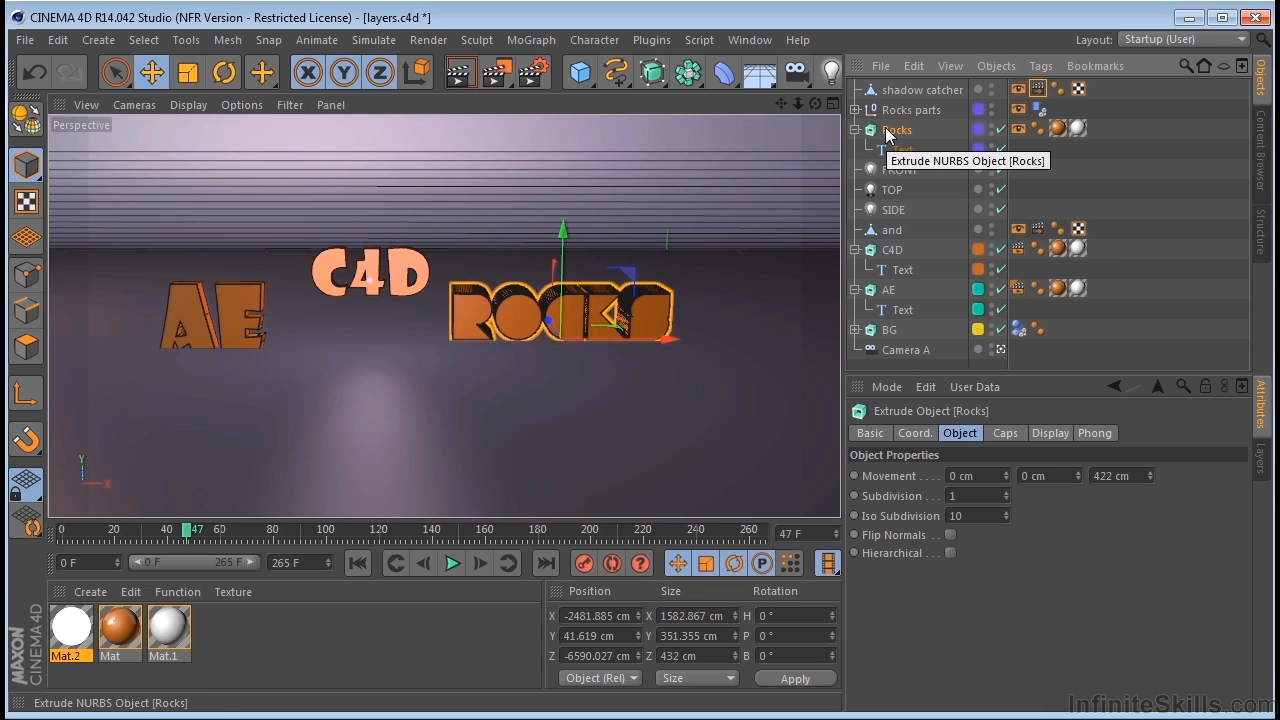 CINEMA 4D R14.042 Studio (NFR Version - Restricted License) - [layers.c4d *]
File Edit Create Select Tools Mesh Snap Animate Simulate Render Sculpt MoGraph Character Plugins Script Window Help Layout: Startup (User)
X Y Z
File Edit View Objects Tags Bookmarks
View Cameras Display Options Filter Panel
Perspective
shadow catcher
Rocks parts
Rocks
Text
Extrude NURBS Object [Rocks]
FRONT
TOP
SIDE
and
C4D
Text
AE
Text
BG
Camera A
Objects
Content Browser
Structure
C4D
AE
ROCKS
Y
X
Mode Edit User Data
Extrude Object [Rocks]
Basic Coord. Object Caps Display Phong
Object Properties
Movement . . . . 0 cm 0 cm 422 cm
Subdivision . . . 1
Iso Subdivision 10
Flip Normals . .
Hierarchical . . .
Attributes
Layers
0 20 40 47 60 80 100 120 140 160 180 200 220 240 260 47 F
0 F 0 F 265 F 265 F
P
Create Edit Function Texture
Mat.2 Mat Mat.1
Position Size Rotation
X -2481.885 cm X 1582.867 cm H 0 °
Y 41.619 cm Y 351.355 cm P 0 °
Z -6590.027 cm Z 432 cm B 0 °
Object (Rel) Size Apply
MAXON
CINEMA 4D
Extrude NURBS Object [Rocks]
InfiniteSkills.com